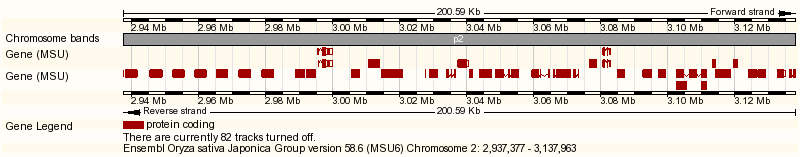 200.59 Kb Forward strand
2.94 Mb 2.96 Mb 2.98 Mb 3.00 Mb 3.02 Mb 3.04 Mb 3.06 Mb 3.08 Mb 3.10 Mb 3.12 Mb
Chromosome bands p2
Gene (MSU)
Gene (MSU)
2.94 Mb 2.96 Mb 2.98 Mb 3.00 Mb 3.02 Mb 3.04 Mb 3.06 Mb 3.08 Mb 3.10 Mb 3.12 Mb
Reverse strand 200.59 Kb
Gene Legend protein coding
There are currently 82 tracks turned off.
Ensembl Oryza sativa Japonica Group version 58.6 (MSU6) Chromosome 2: 2,937,377 - 3,137,963